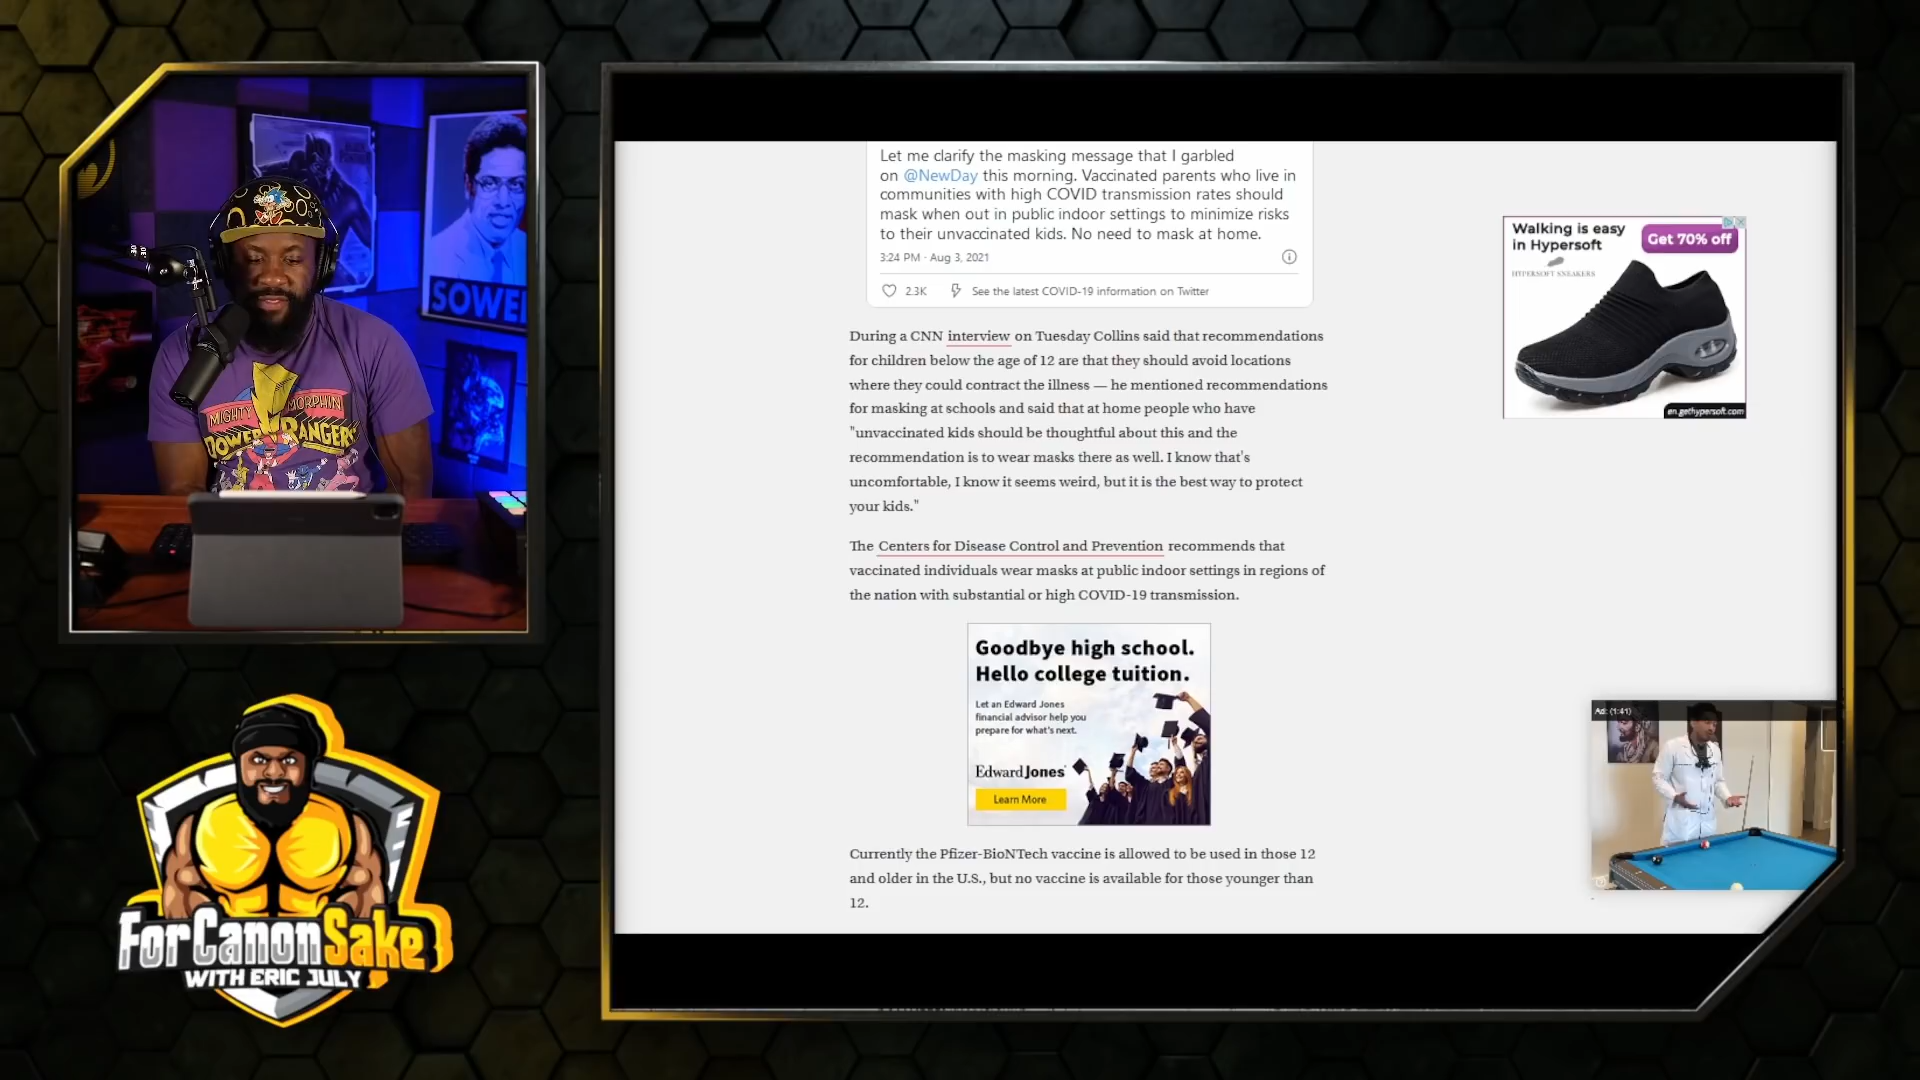 SOWE
MIGHTY MORPHIN
POWER RANGERS
ForCanonSake
WITH ERIC JULY
Let me clarify the masking message that I garbled
on @NewDay this morning. Vaccinated parents who live in
communities with high COVID transmission rates should
mask when out in public indoor settings to minimize risks
to their unvaccinated kids. No need to mask at home.
3:24 PM · Aug 3, 2021
2.3K See the latest COVID-19 information on Twitter
During a CNN interview on Tuesday Collins said that recommendations
for children below the age of 12 are that they should avoid locations
where they could contract the illness — he mentioned recommendations
for masking at schools and said that at home people who have
"unvaccinated kids should be thoughtful about this and the
recommendation is to wear masks there as well. I know that's
uncomfortable, I know it seems weird, but it is the best way to protect
your kids."
The Centers for Disease Control and Prevention recommends that
vaccinated individuals wear masks at public indoor settings in regions of
the nation with substantial or high COVID-19 transmission.
Goodbye high school.
Hello college tuition.
Let an Edward Jones
financial advisor help you
prepare for what's next.
Edward Jones
Learn More
Currently the Pfizer-BioNTech vaccine is allowed to be used in those 12
and older in the U.S., but no vaccine is available for those younger than
12.
Walking is easy
in Hypersoft
Get 70% off
HYPERSOFT SNEAKERS
en.gethypersoft.com
Ad: (1:41)